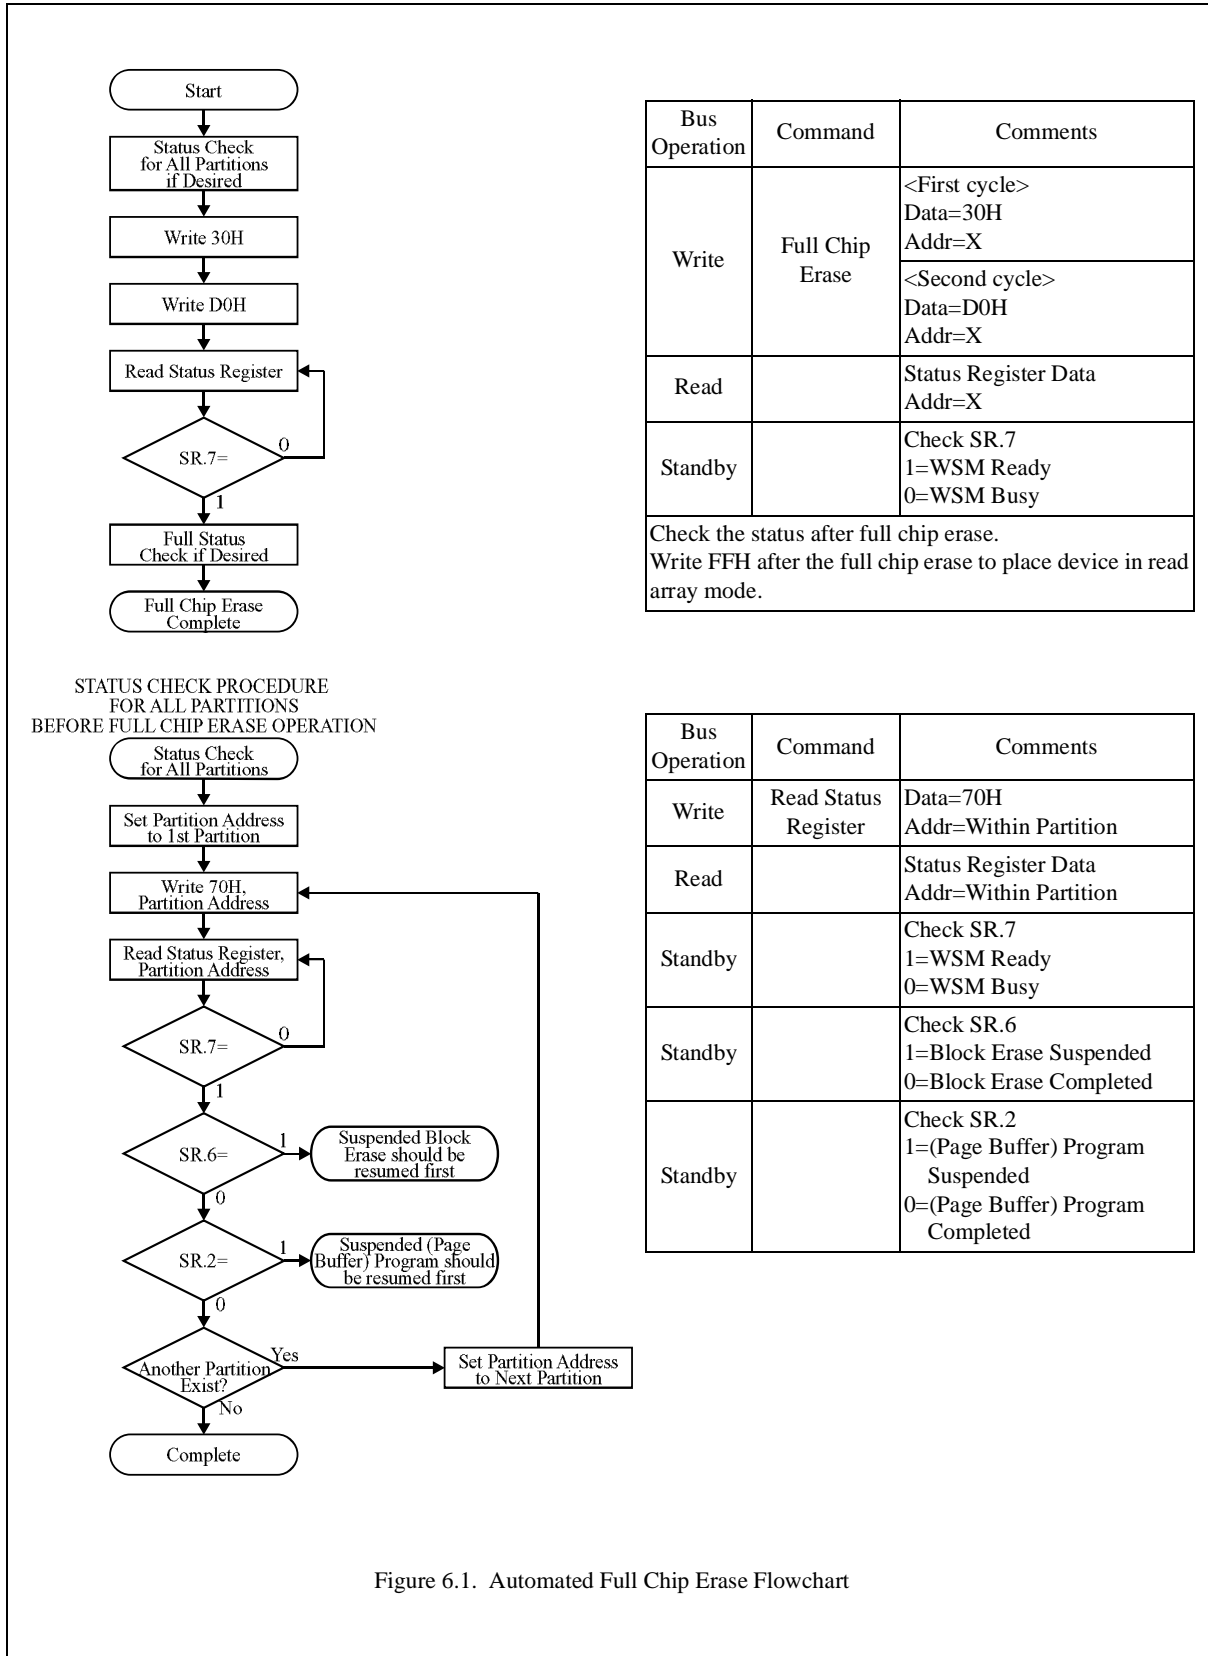 Start
Status Check
for All Partitions
if Desired
Write 30H
Write D0H
Read Status Register
SR.7=
0
1
Full Status
Check if Desired
Full Chip Erase
Complete
Bus
Operation
Command
Comments
Write
Full Chip
Erase
<First cycle>
Data=30H
Addr=X
<Second cycle>
Data=D0H
Addr=X
Read
Status Register Data
Addr=X
Standby
Check SR.7
1=WSM Ready
0=WSM Busy
Check the status after full chip erase.
Write FFH after the full chip erase to place device in read
array mode.
STATUS CHECK PROCEDURE
FOR ALL PARTITIONS
BEFORE FULL CHIP ERASE OPERATION
Status Check
for All Partitions
Set Partition Address
to 1st Partition
Write 70H,
Partition Address
Read Status Register,
Partition Address
SR.7=
0
1
SR.6=
1
Suspended Block
Erase should be
resumed first
0
SR.2=
1
Suspended (Page
Buffer) Program should
be resumed first
0
Another Partition
Exist?
Yes
Set Partition Address
to Next Partition
No
Complete
Bus
Operation
Command
Comments
Write
Read Status
Register
Data=70H
Addr=Within Partition
Read
Status Register Data
Addr=Within Partition
Standby
Check SR.7
1=WSM Ready
0=WSM Busy
Standby
Check SR.6
1=Block Erase Suspended
0=Block Erase Completed
Standby
Check SR.2
1=(Page Buffer) Program
Suspended
0=(Page Buffer) Program
Completed
Figure 6.1. Automated Full Chip Erase Flowchart